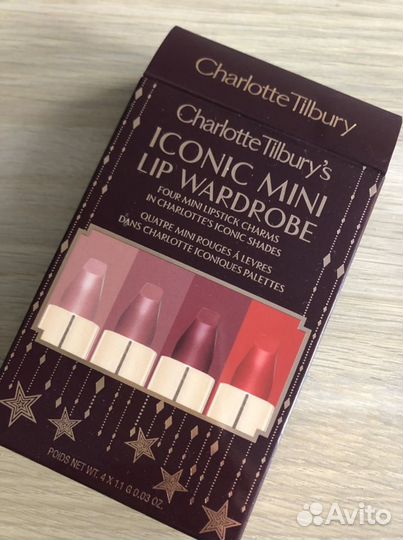 Charlotte Tilbury
Charlotte Tilbury's
ICONIC MINI
LIP WARDROBE
FOUR MINI LIPSTICK CHARMS
IN CHARLOTTE'S ICONIC SHADES
QUATRE MINI ROUGES À LEVRES
DANS CHARLOTTE ICONIQUES PALETTES
POIDS NET WT. 4 X 1.1 G 0.03 OZ.
Avito